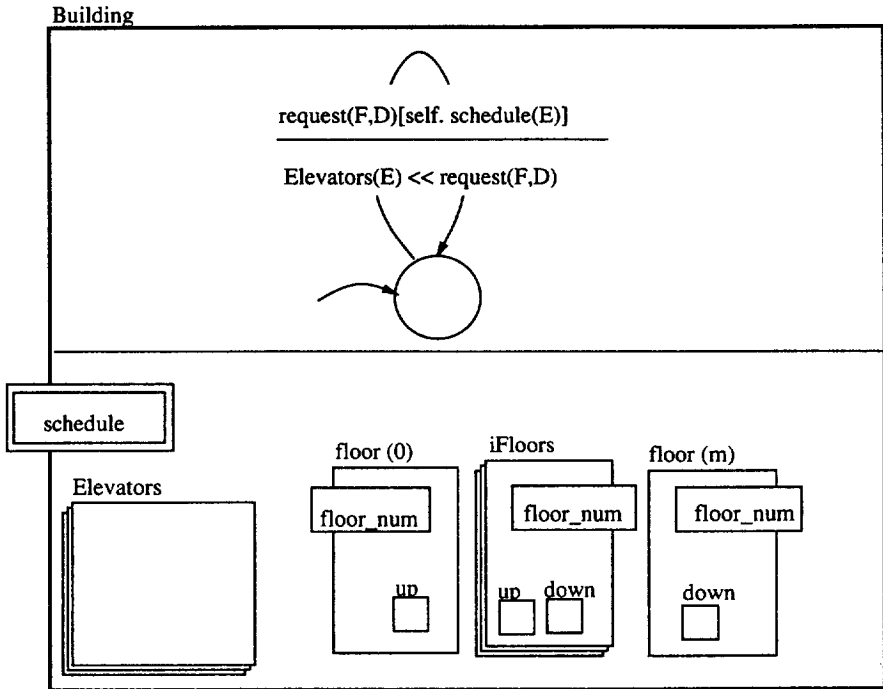 Building
request(F,D)[self. schedule(E)]
Elevators(E) << request(F,D)
schedule
Elevators
floor (0)
floor_num
up
iFloors
floor_num
up down
floor (m)
floor_num
down